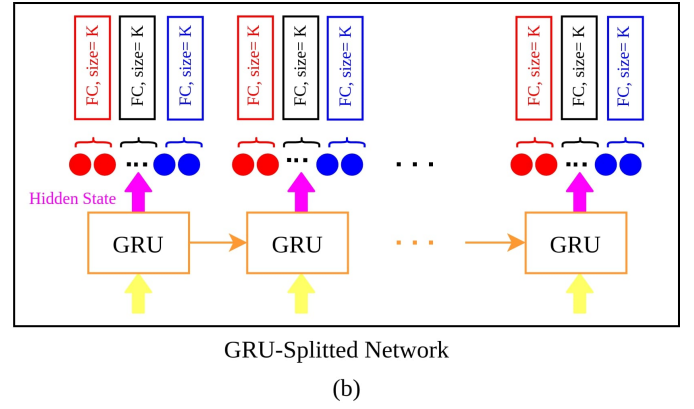 FC, size= K
FC, size= K
FC, size= K
FC, size= K
FC, size= K
FC, size= K
FC, size= K
FC, size= K
FC, size= K
...
...
. . .
...
Hidden State
GRU
GRU
. . .
GRU
GRU-Splitted Network
(b)